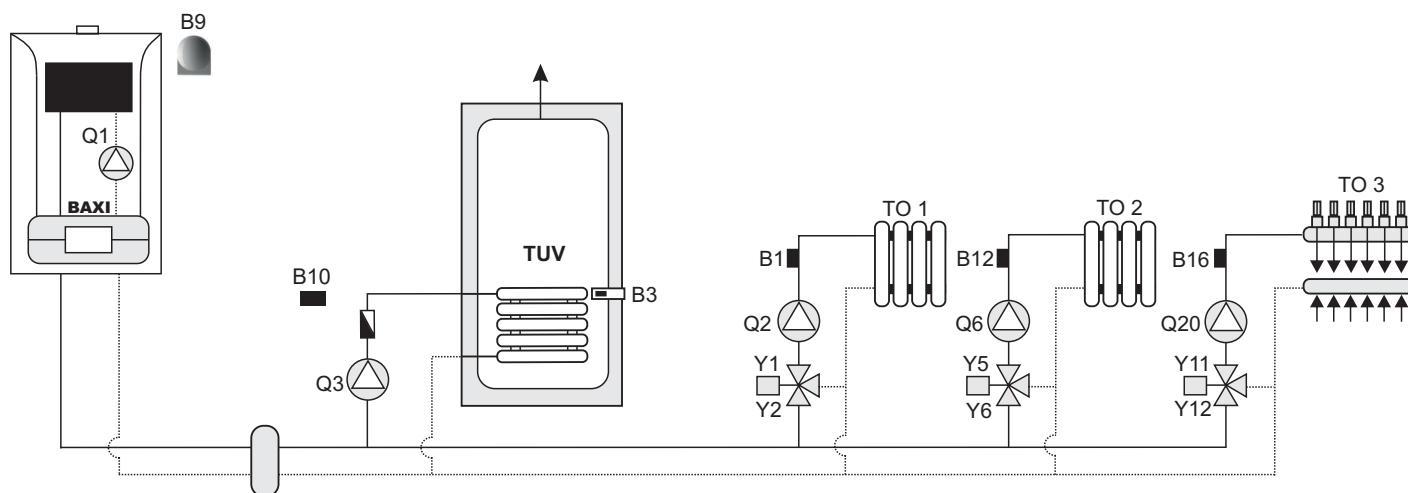 B9
Q1
BAXI
TUV
B10
B3
Q3
TO 1
B1
Q2
Y1
Y2
TO 2
B12
Q6
Y5
Y6
TO 3
B16
Q20
Y11
Y12